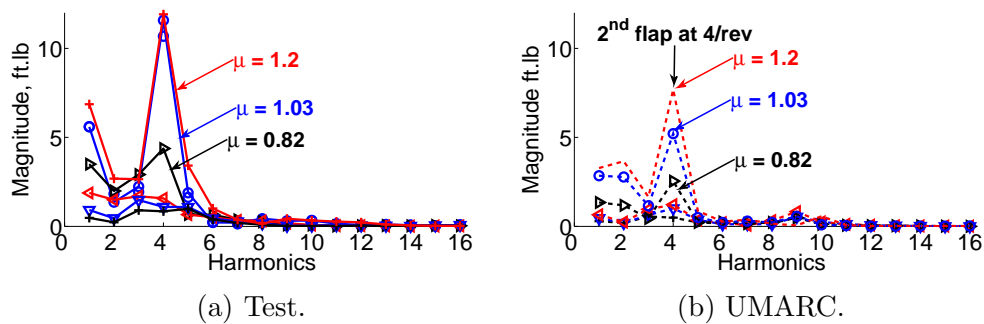 Magnitude, ft.lb
10
5
0
0 2 4 6 8 10 12 14 16
Harmonics
μ = 1.2
μ = 1.03
μ = 0.82
(a) Test.
Magnitude ft.lb
10
5
0
0 2 4 6 8 10 12 14 16
Harmonics
2nd flap at 4/rev
μ = 1.2
μ = 1.03
μ = 0.82
(b) UMARC.